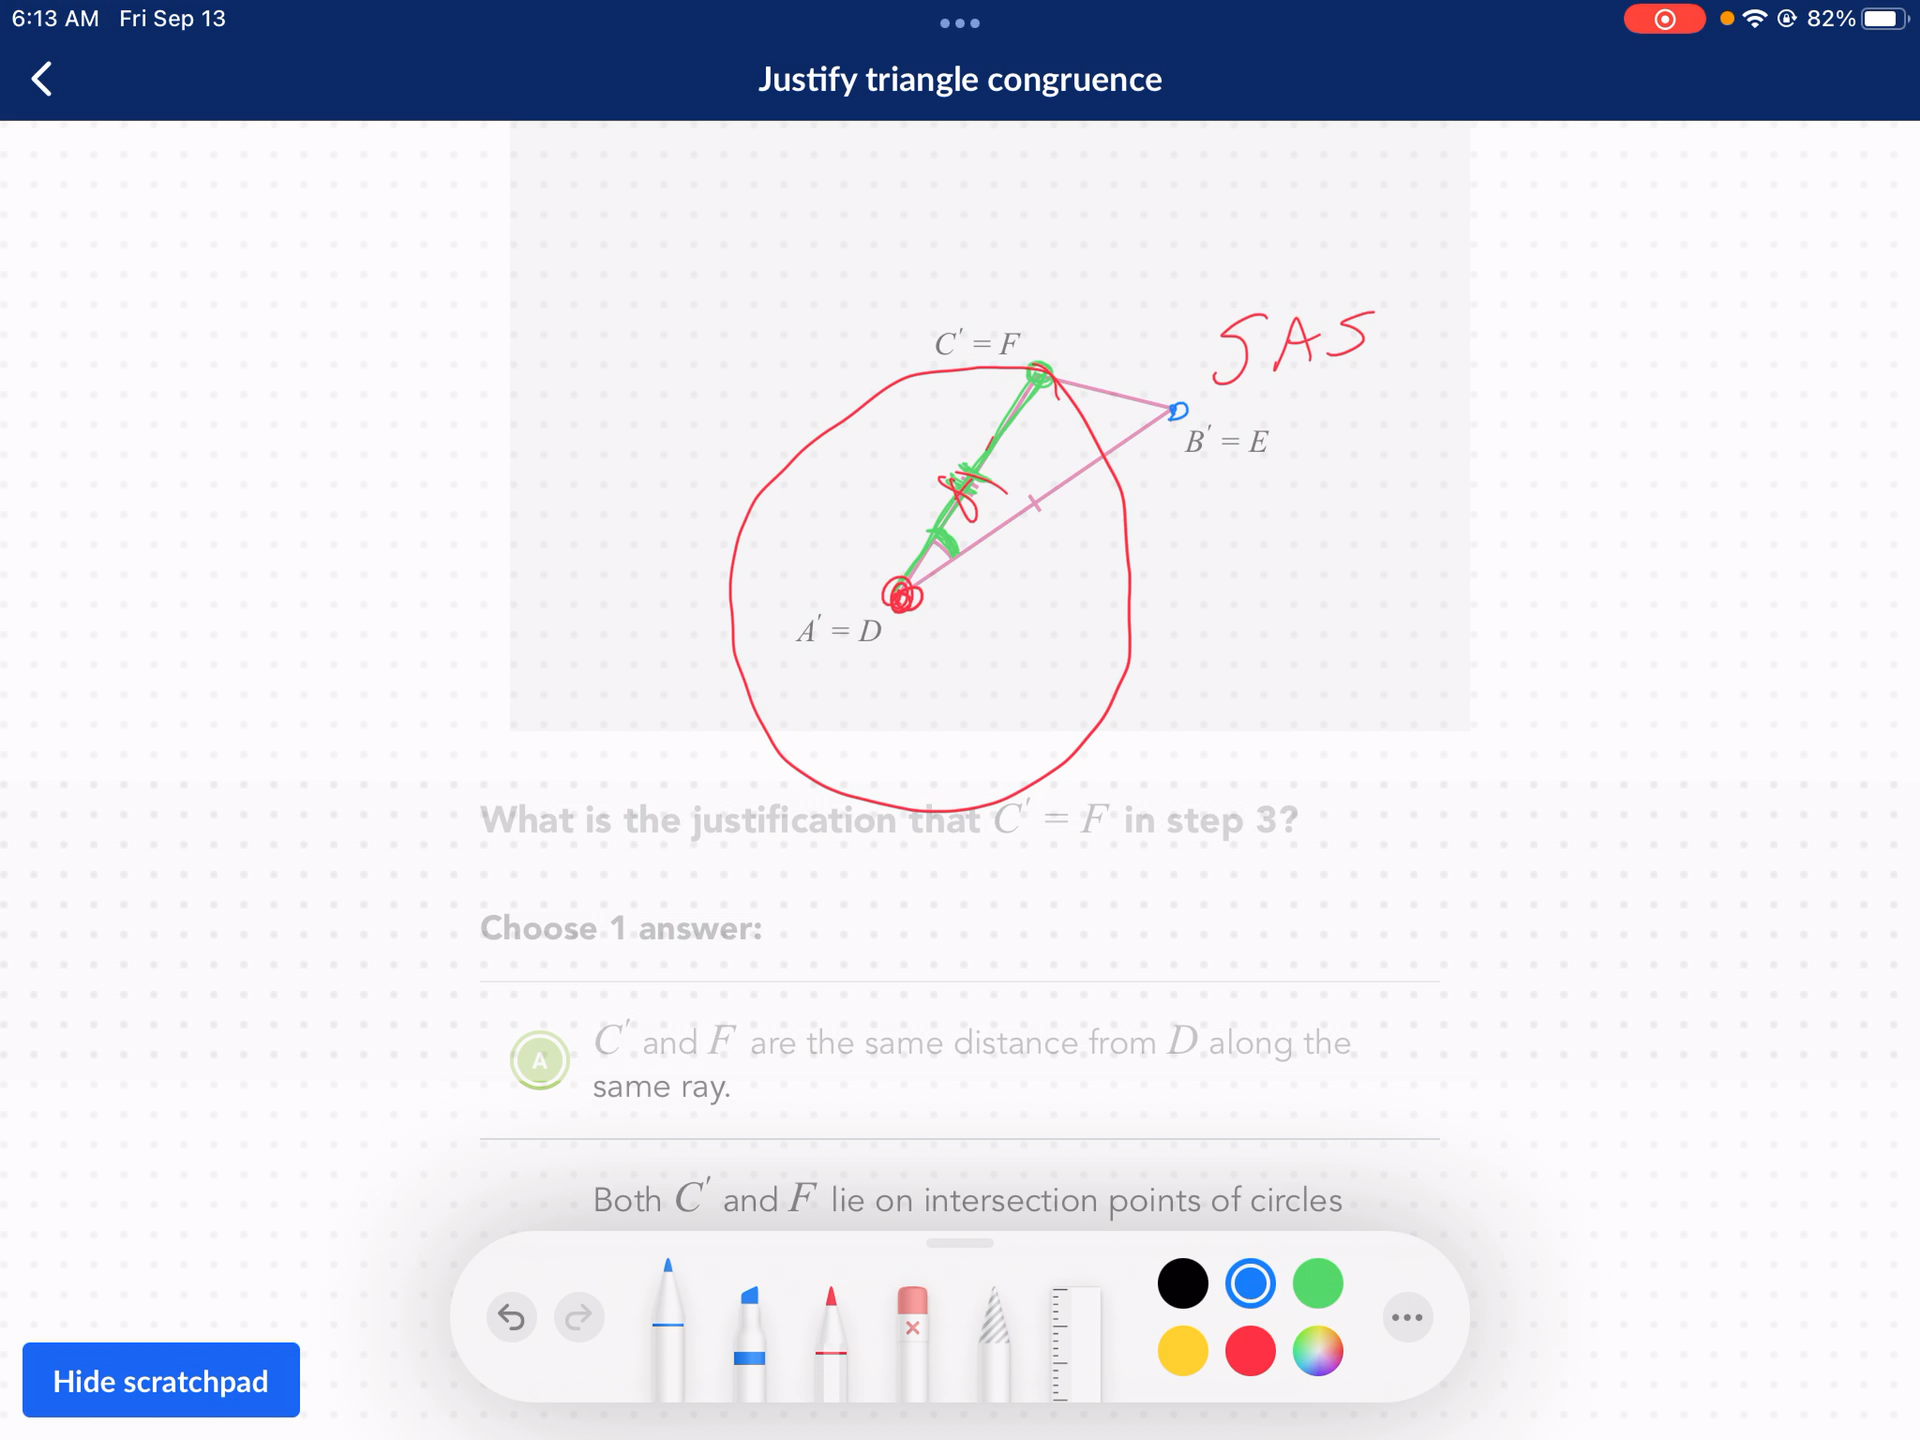 6:13 AM Fri Sep 13
82%
Justify triangle congruence
C' = F
SAS
B' = E
A' = D
What is the justification that C' = F in step 3?
Choose 1 answer:
A
C' and F are the same distance from D along the
same ray.
Both C' and F lie on intersection points of circles
Hide scratchpad